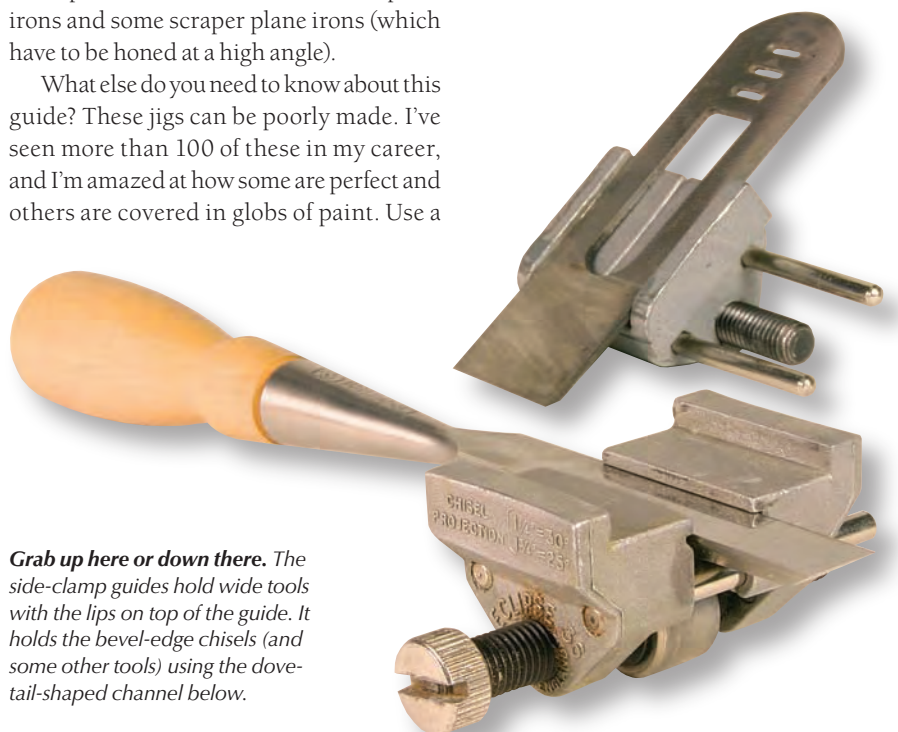 irons and some scraper plane irons (which
have to be honed at a high angle).
What else do you need to know about this
guide? These jigs can be poorly made. I've
seen more than 100 of these in my career,
and I'm amazed at how some are perfect and
others are covered in globs of paint. Use a
CHISEL
PROJECTION
ECLIPSE
Grab up here or down there. The
side-clamp guides hold wide tools
with the lips on top of the guide. It
holds the bevel-edge chisels (and
some other tools) using the dove-
tail-shaped channel below.